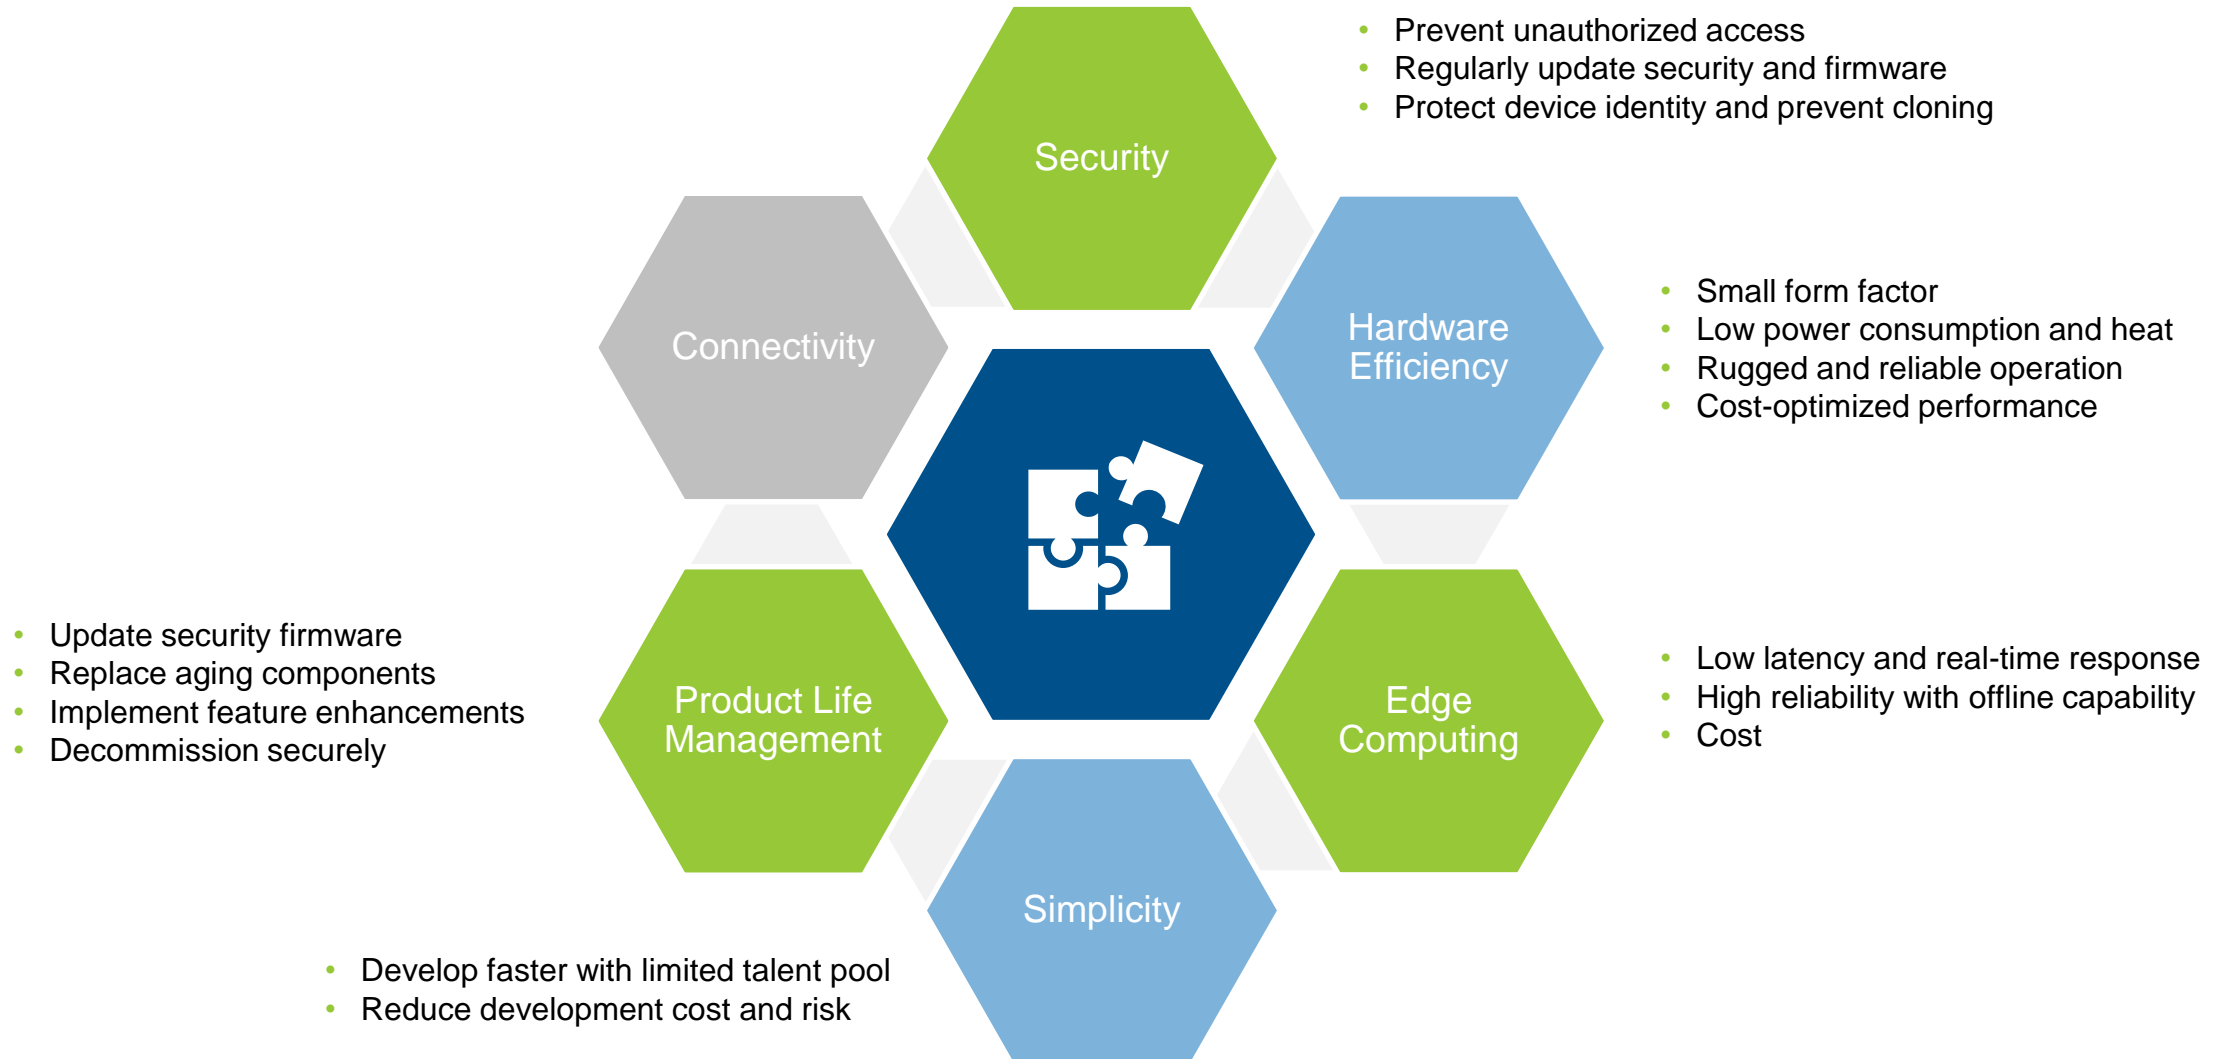 Security
• Prevent unauthorized access
• Regularly update security and firmware
• Protect device identity and prevent cloning
Connectivity
Hardware
Efficiency
• Small form factor
• Low power consumption and heat
• Rugged and reliable operation
• Cost-optimized performance
• Update security firmware
• Replace aging components
• Implement feature enhancements
• Decommission securely
Product Life
Management
Edge
Computing
• Low latency and real-time response
• High reliability with offline capability
• Cost
Simplicity
• Develop faster with limited talent pool
• Reduce development cost and risk